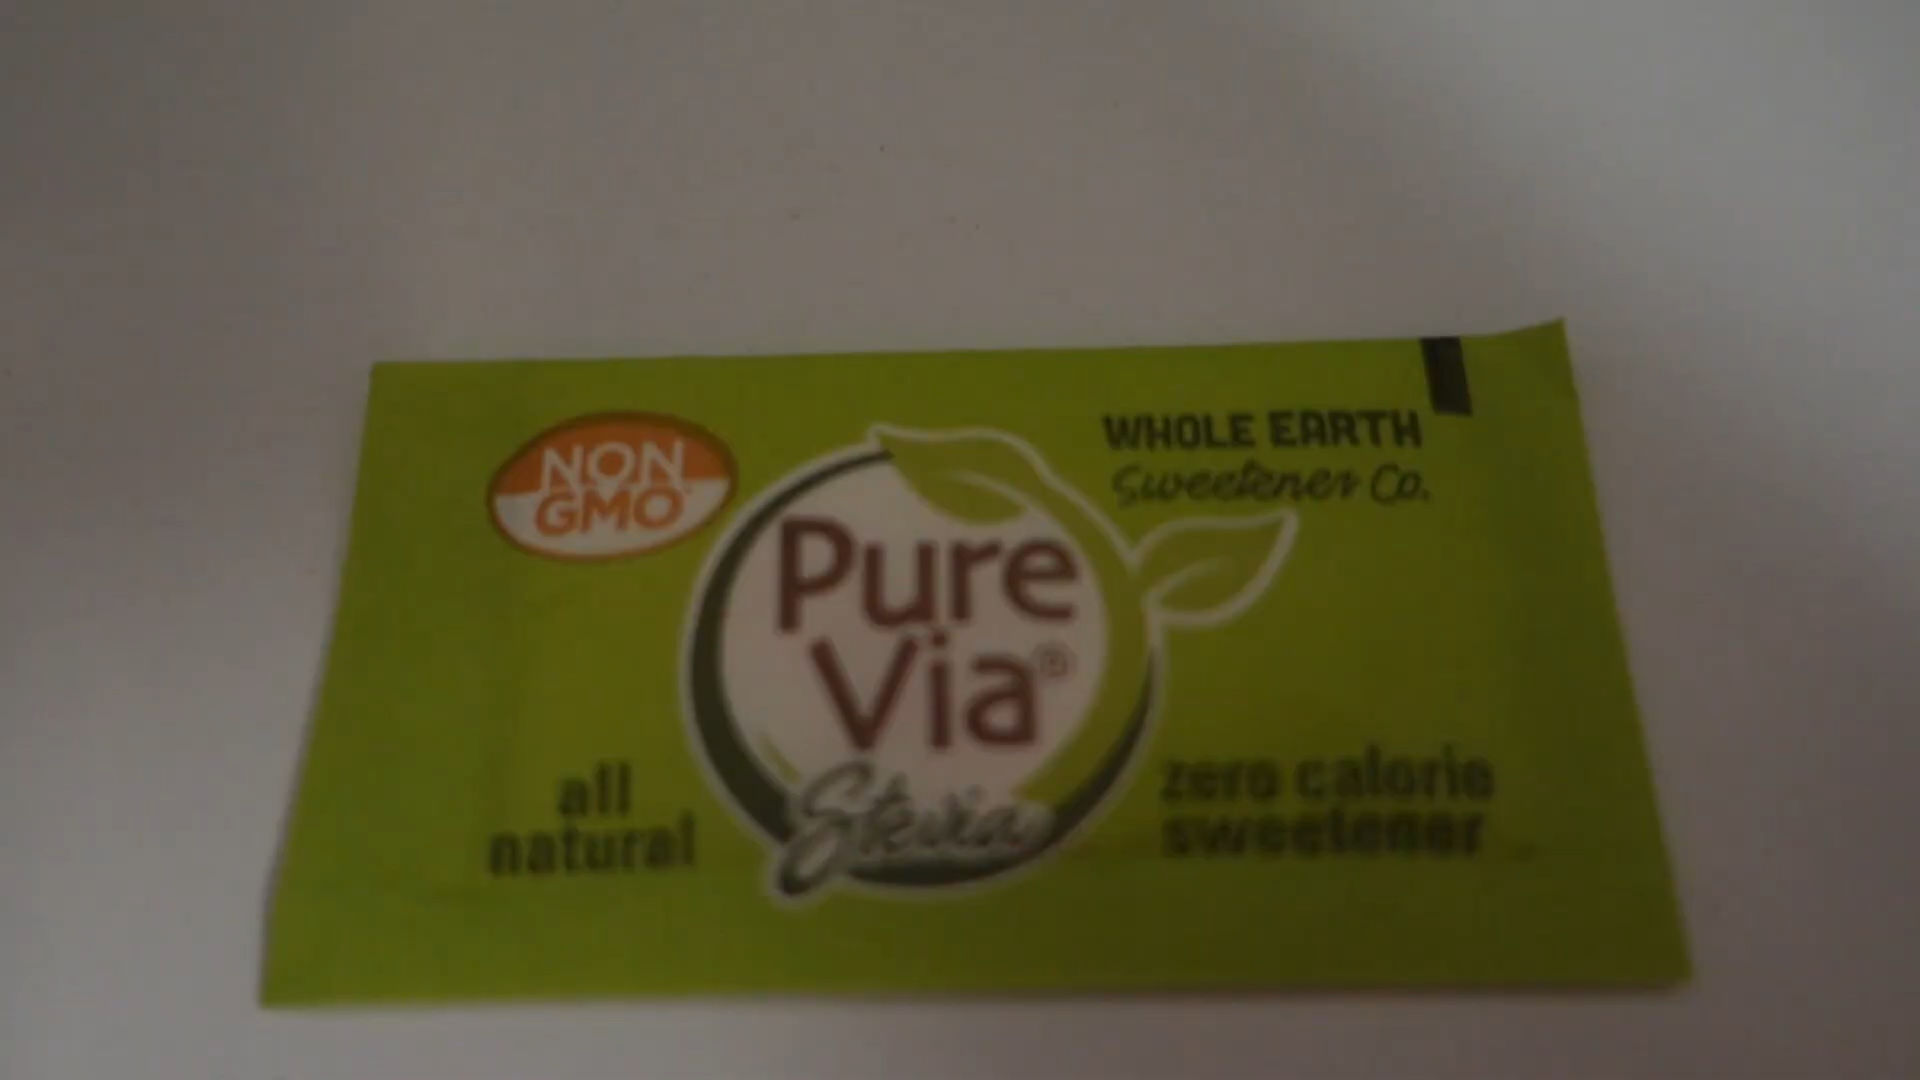 NON
GMO
WHOLE EARTH
Sweetener Co.
Pure
Via®
Stevia
all
natural
zero calorie
sweetener